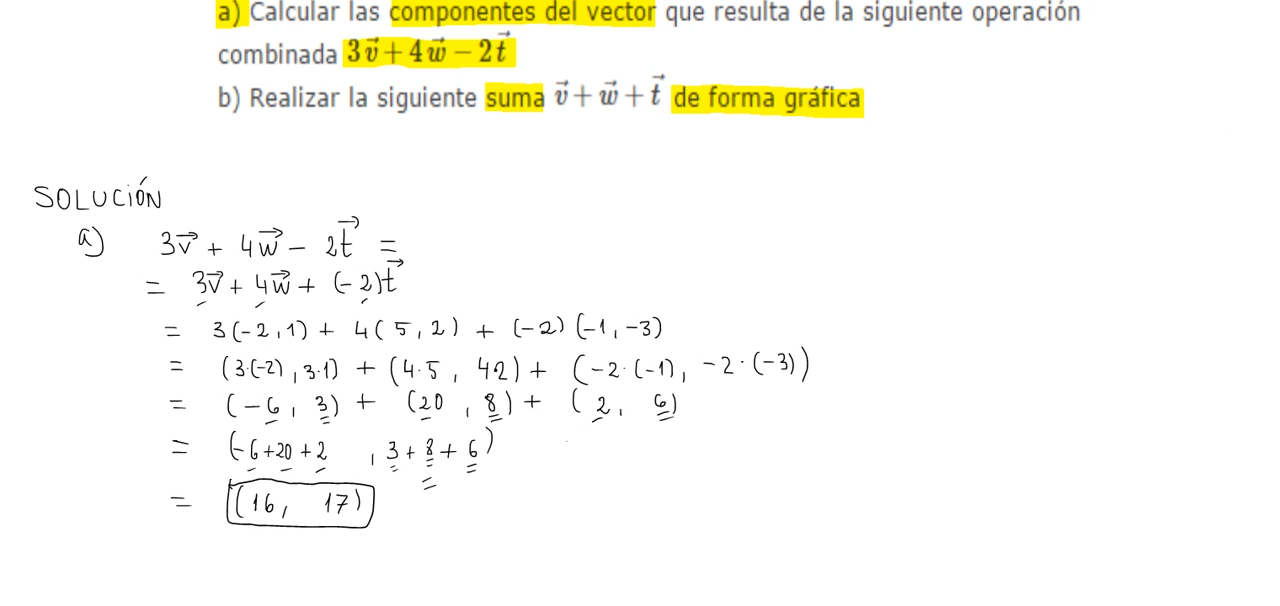 a) Calcular las componentes del vector que resulta de la siguiente operación
combinada 3v⃗ + 4w⃗ − 2t⃗
b) Realizar la siguiente suma v⃗ + w⃗ + t⃗ de forma gráfica
SOLUCIÓN
a) 3v⃗ + 4w⃗ − 2t⃗ =
= 3v⃗ + 4w⃗ + (−2)t⃗
= 3(−2,1) + 4(5,2) + (−2)(−1,−3)
= (3·(−2), 3·1) + (4·5, 42) + (−2·(−1), −2·(−3))
= (−6, 3) + (20, 8) + (2, 6)
= (−6+20+2, 3+8+6)
= (16, 17)